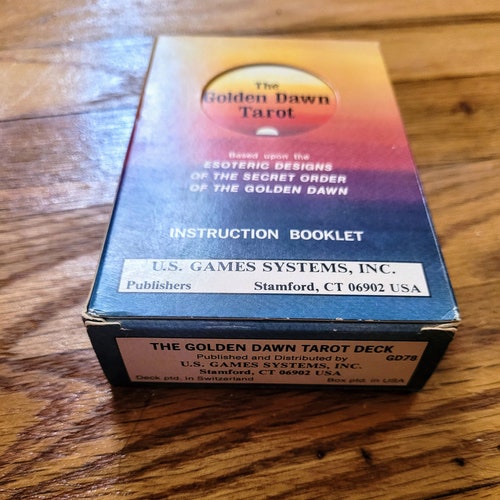 The
Golden Dawn
Tarot
Based upon the
ESOTERIC DESIGNS
OF THE SECRET ORDER
OF THE GOLDEN DAWN
INSTRUCTION BOOKLET
U.S. GAMES SYSTEMS, INC.
Publishers Stamford, CT 06902 USA
THE GOLDEN DAWN TAROT DECK
Published and Distributed by GD78
U.S. GAMES SYSTEMS, INC.
Stamford, CT 06902 USA
Deck ptd. in Switzerland Box ptd. in USA